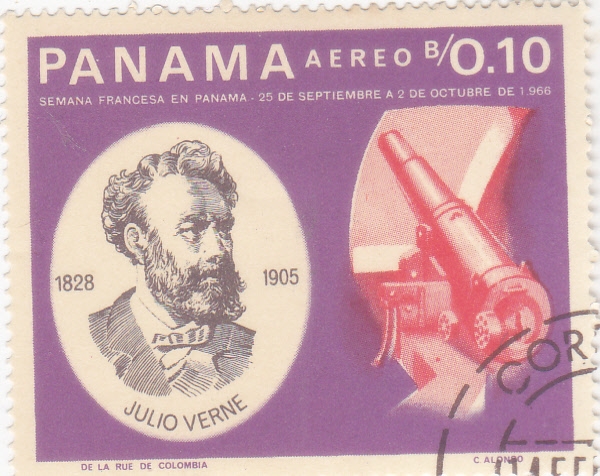 PANAMA AEREO B/0.10
SEMANA FRANCESA EN PANAMA - 25 DE SEPTIEMBRE A 2 DE OCTUBRE DE 1.966
1828 1905
JULIO VERNE
DE LA RUE DE COLOMBIA C. ALONSO
COR